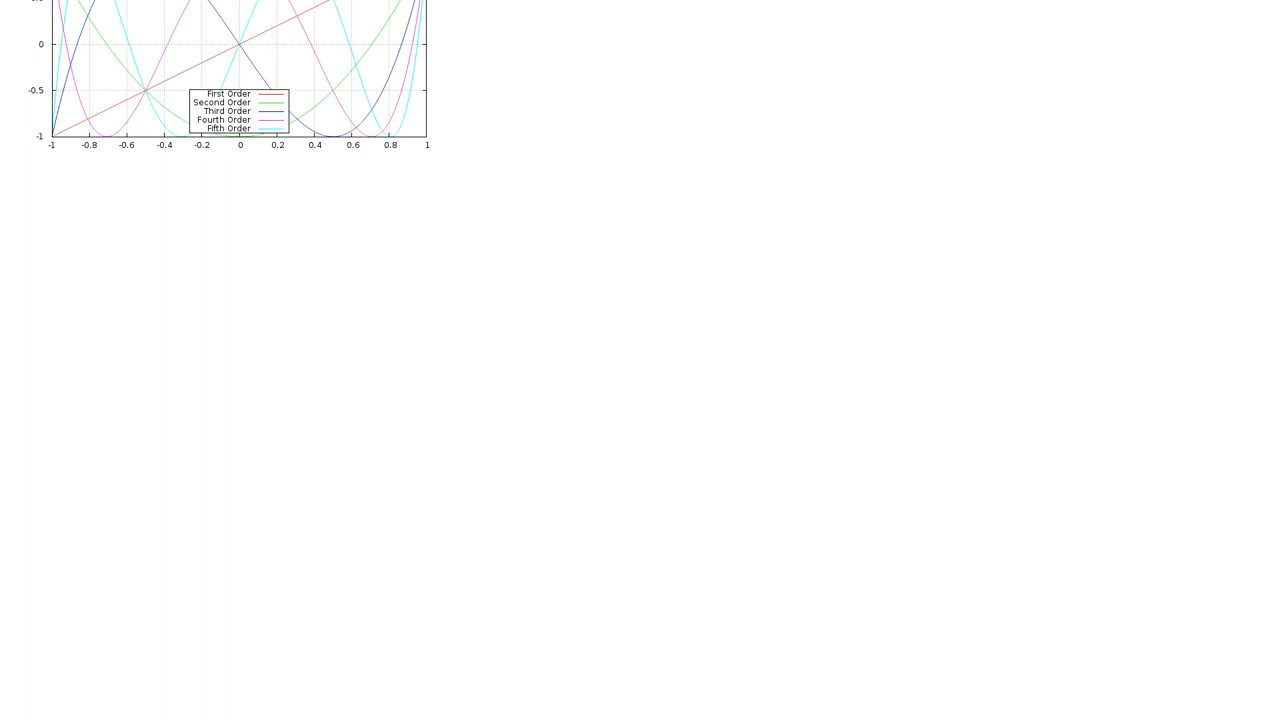 0
-0.5
First Order
Second Order
Third Order
Fourth Order
Fifth Order
-1
-1 -0.8 -0.6 -0.4 -0.2 0 0.2 0.4 0.6 0.8 1